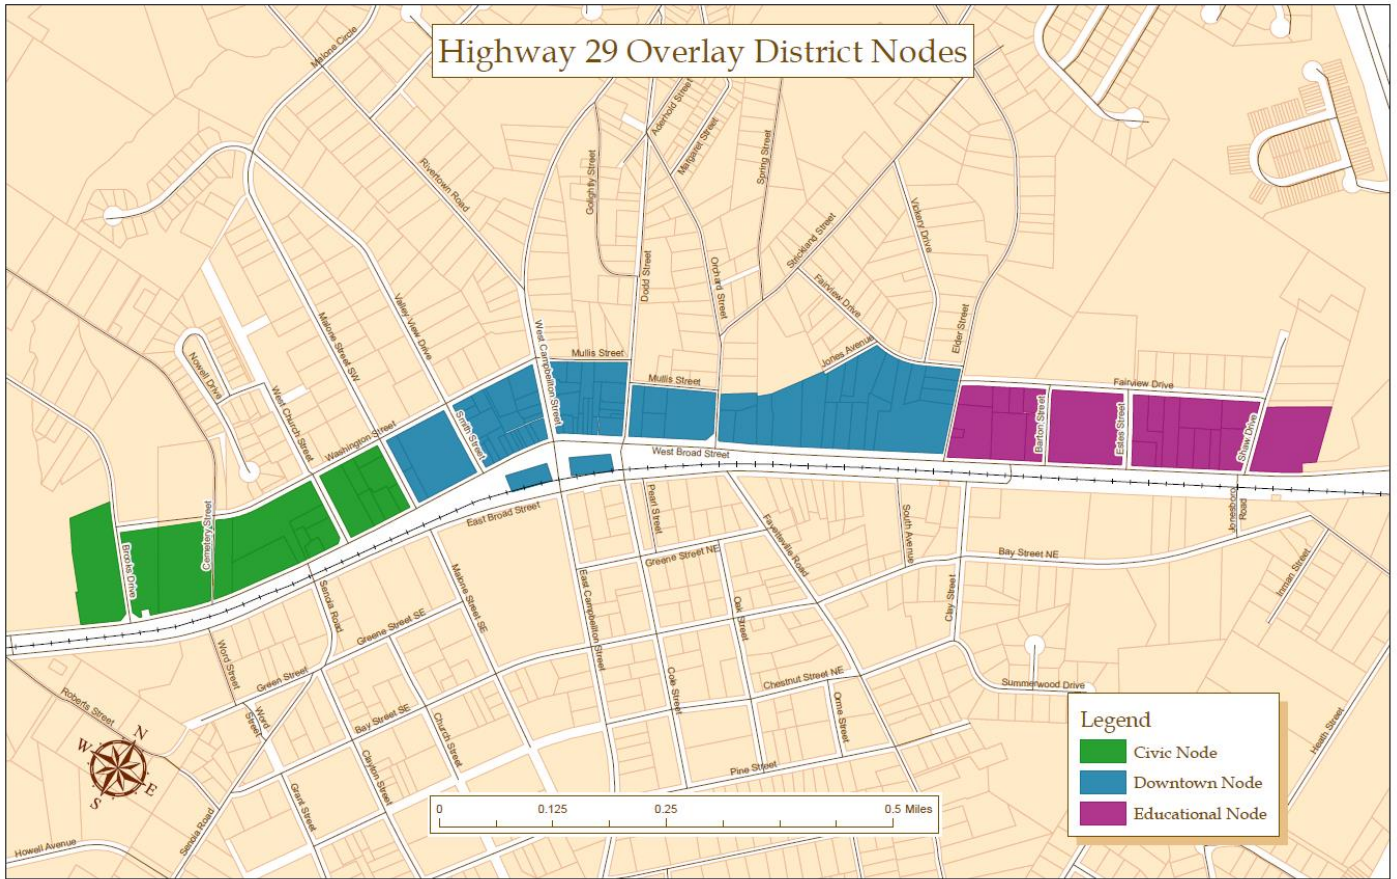 Highway 29 Overlay District Nodes
Malone Circle
Rivertown Road
Golightly Street
Aderhold Street
Margaret Street
Spring Street
Strickland Street
Vickery Drive
Dodd Street
Orchard Street
Fairview Drive
Elder Street
Nowell Drive
Malone Street SW
Valley View Drive
West Campbellton Street
Mullis Street
Mullis Street
Jones Avenue
Fairview Drive
West Church Street
Washington Street
Smith Street
West Broad Street
Barton Street
Estes Street
Shaw Drive
Brooks Drive
Cemetery Street
East Broad Street
Pearl Street
Fayetteville Road
South Avenue
Jonesboro
Road
Senoia Road
Malone Street SE
Greene Street NE
Bay Street NE
Inman Street
Greene Street SE
East Campbellton Street
Oak Street
Clay Street
Word Street
Green Street
Cole Street
Chestnut Street NE
Summerwood Drive
Roberts Street
Word
Street
Bay Street SE
Church Street
Orme Street
Heath Street
Clayton Street
Pine Street
Grant Street
Senoia Road
Howell Avenue
N
W
E
S
0 0.125 0.25 0.5 Miles
Legend
Civic Node
Downtown Node
Educational Node